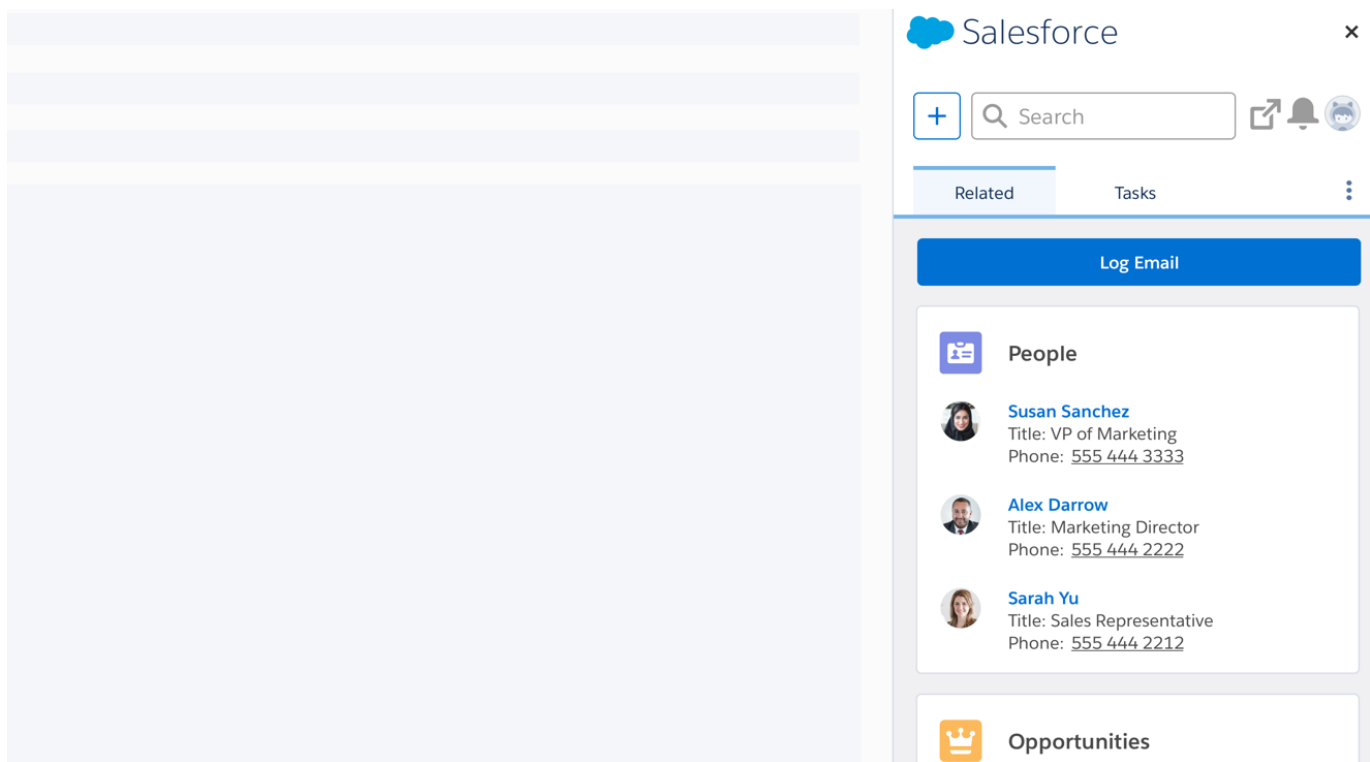 Salesforce
Search
Related
Tasks
Log Email
People
Susan Sanchez
Title: VP of Marketing
Phone: 555 444 3333
Alex Darrow
Title: Marketing Director
Phone: 555 444 2222
Sarah Yu
Title: Sales Representative
Phone: 555 444 2212
Opportunities